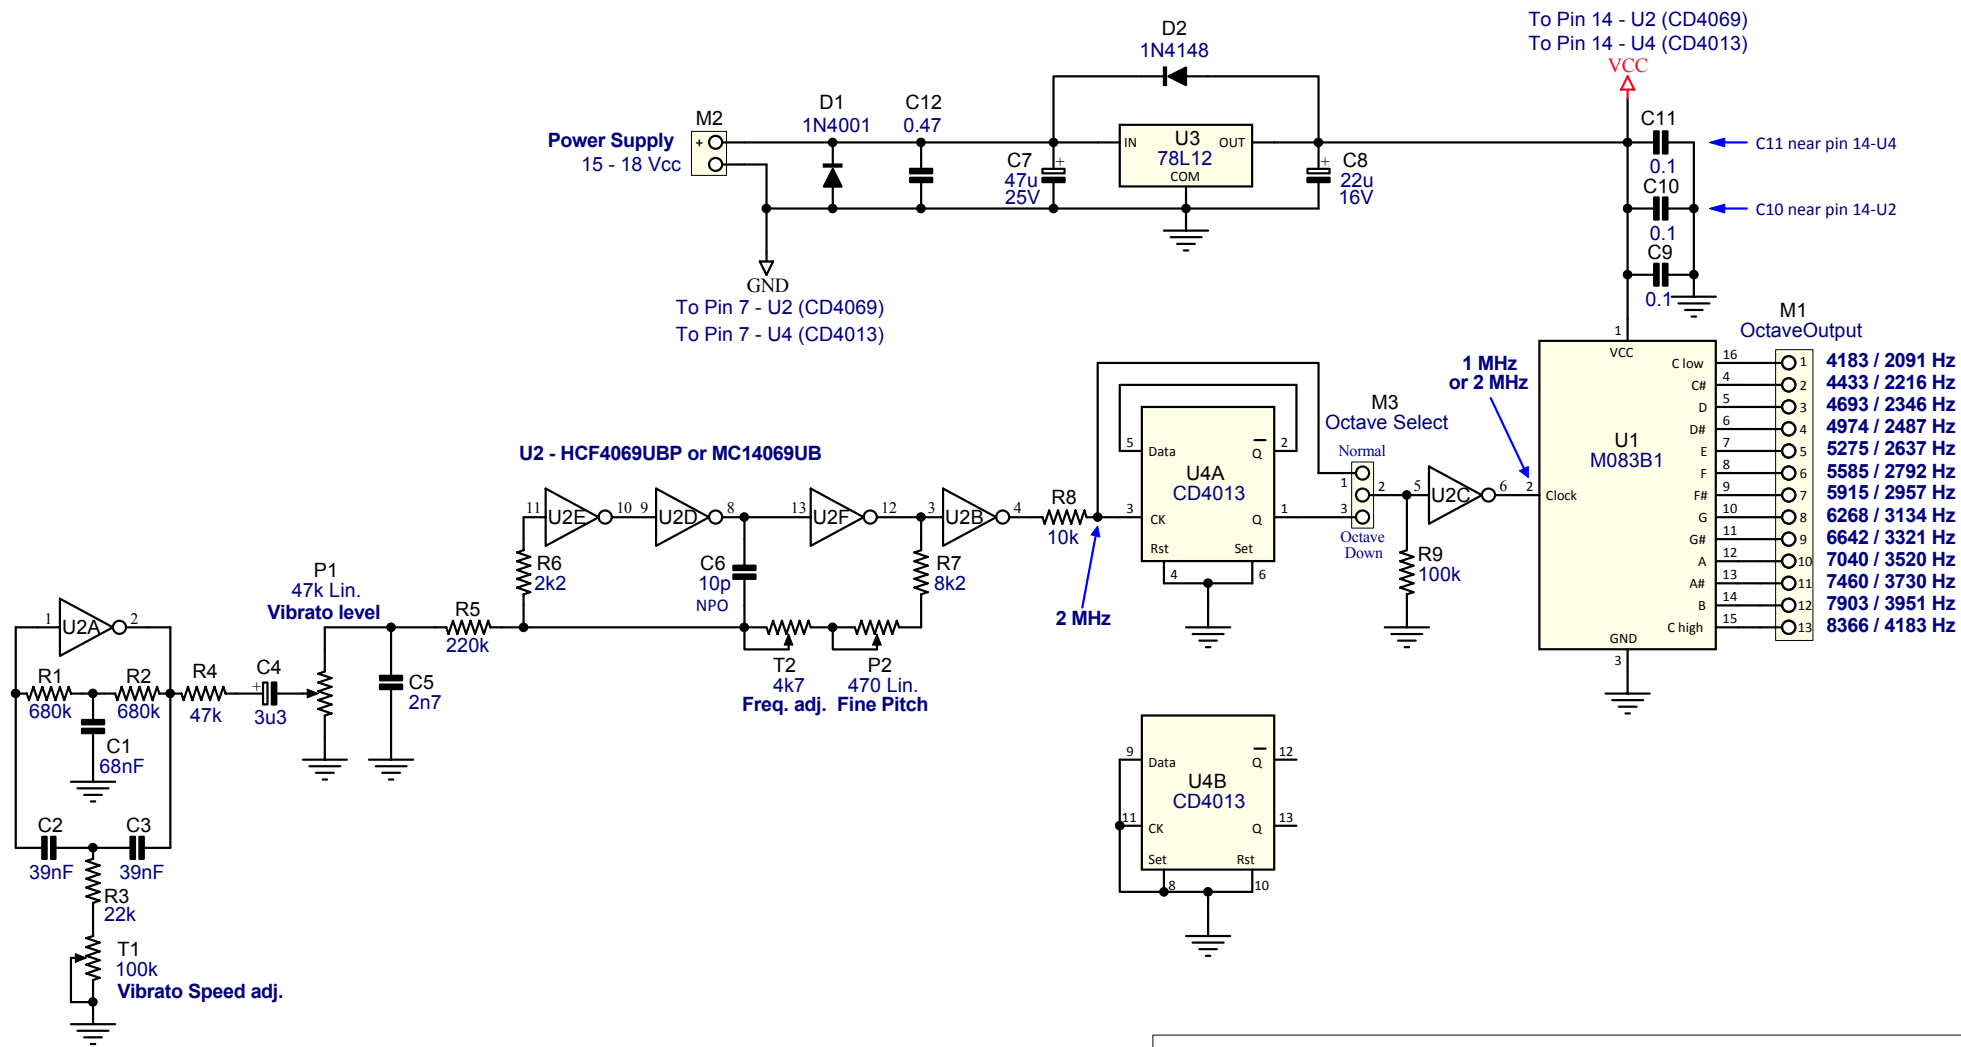 To Pin 14 - U2 (CD4069)
To Pin 14 - U4 (CD4013)
VCC
D2
1N4148
M2
Power Supply
15 - 18 Vcc
+
D1
1N4001
C12
0.47
C7
+
47u
25V
IN
U3
OUT
78L12
COM
C8
+
22u
16V
C11
0.1
C11 near pin 14-U4
C10
0.1
C10 near pin 14-U2
C9
0.1
GND
To Pin 7 - U2 (CD4069)
To Pin 7 - U4 (CD4013)
M1
OctaveOutput
1
VCC
U1
M083B1
2
Clock
GND
3
C low 16 1 4183 / 2091 Hz
C# 4 2 4433 / 2216 Hz
D 5 3 4693 / 2346 Hz
D# 6 4 4974 / 2487 Hz
E 7 5 5275 / 2637 Hz
F 8 6 5585 / 2792 Hz
F# 9 7 5915 / 2957 Hz
G 10 8 6268 / 3134 Hz
G# 11 9 6642 / 3321 Hz
A 12 10 7040 / 3520 Hz
A# 13 11 7460 / 3730 Hz
B 14 12 7903 / 3951 Hz
C high 15 13 8366 / 4183 Hz
1 MHz
or 2 MHz
M3
Octave Select
Normal
1
2
3
Octave
Down
5 U2C 6
R9
100k
5 Data
Q 2
U4A
CD4013
3 CK
Q 1
Rst
Set
4
6
2 MHz
U2 - HCF4069UBP or MC14069UB
11 U2E 10
9 U2D 8
13 U2F 12
3 U2B 4
R8
10k
R6
2k2
C6
10p
NPO
R7
8k2
P1
47k Lin.
Vibrato level
R5
220k
C5
2n7
T2
4k7
Freq. adj.
P2
470 Lin.
Fine Pitch
1 U2A 2
R1
680k
R2
680k
R4
47k
C4
+
3u3
C1
68nF
C2
39nF
C3
39nF
R3
22k
T1
100k
Vibrato Speed adj.
9 Data
Q 12
U4B
CD4013
11 CK
Q 13
Set
Rst
8
10